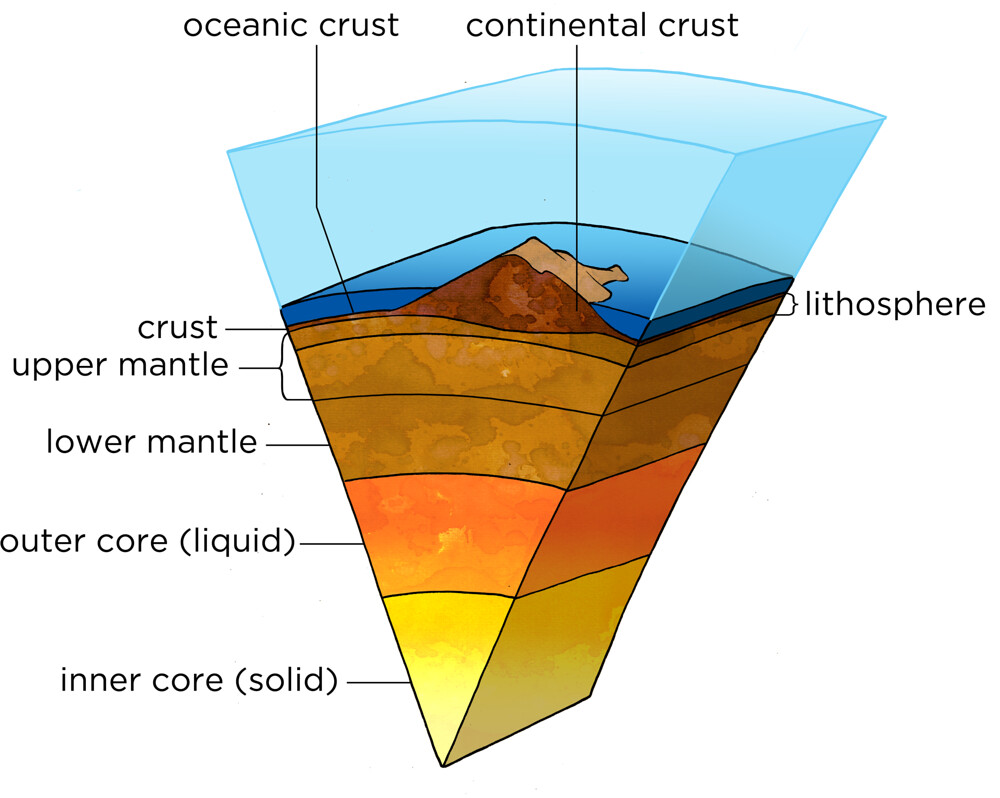 oceanic crust
continental crust
lithosphere
crust
upper mantle
lower mantle
outer core (liquid)
inner core (solid)